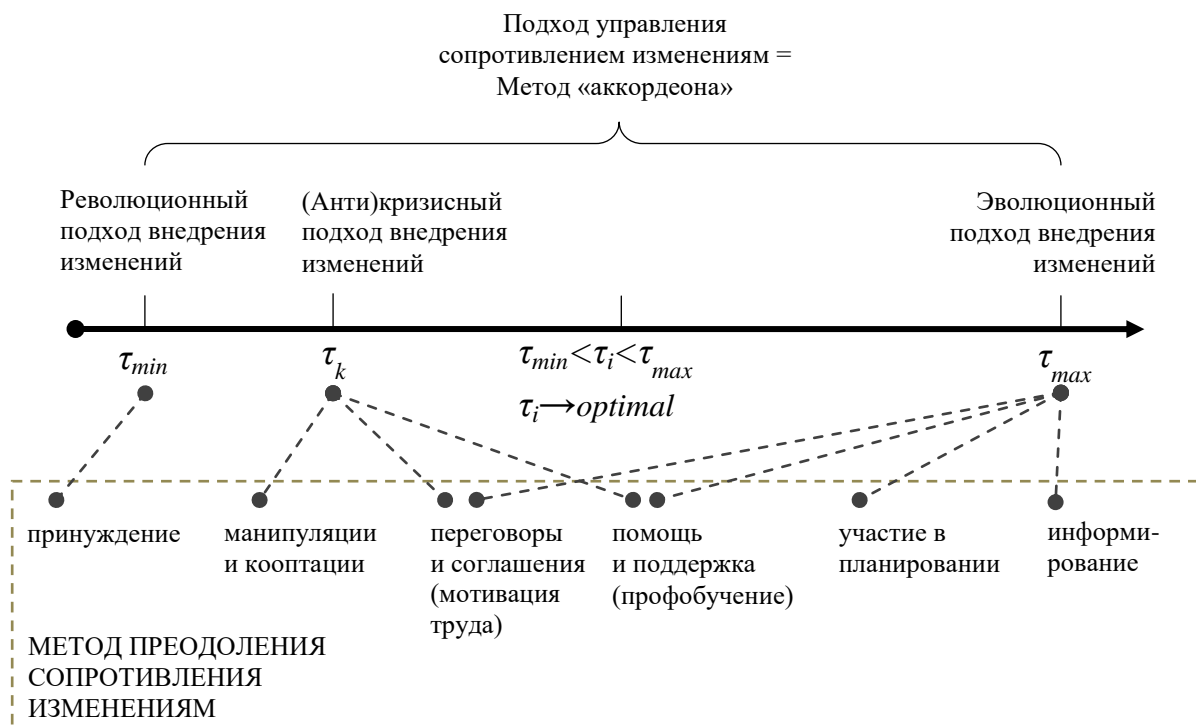 Подход управления
сопротивлением изменениям =
Метод «аккордеона»
Революционный
подход внедрения
изменений
(Анти)кризисный
подход внедрения
изменений
Эволюционный
подход внедрения
изменений
τmin
τk
τmin<τi<τmax
τi→optimal
τmax
принуждение
манипуляции
и кооптации
переговоры
и соглашения
(мотивация
труда)
помощь
и поддержка
(профобучение)
участие в
планировании
информи-
рование
МЕТОД ПРЕОДОЛЕНИЯ
СОПРОТИВЛЕНИЯ
ИЗМЕНЕНИЯМ